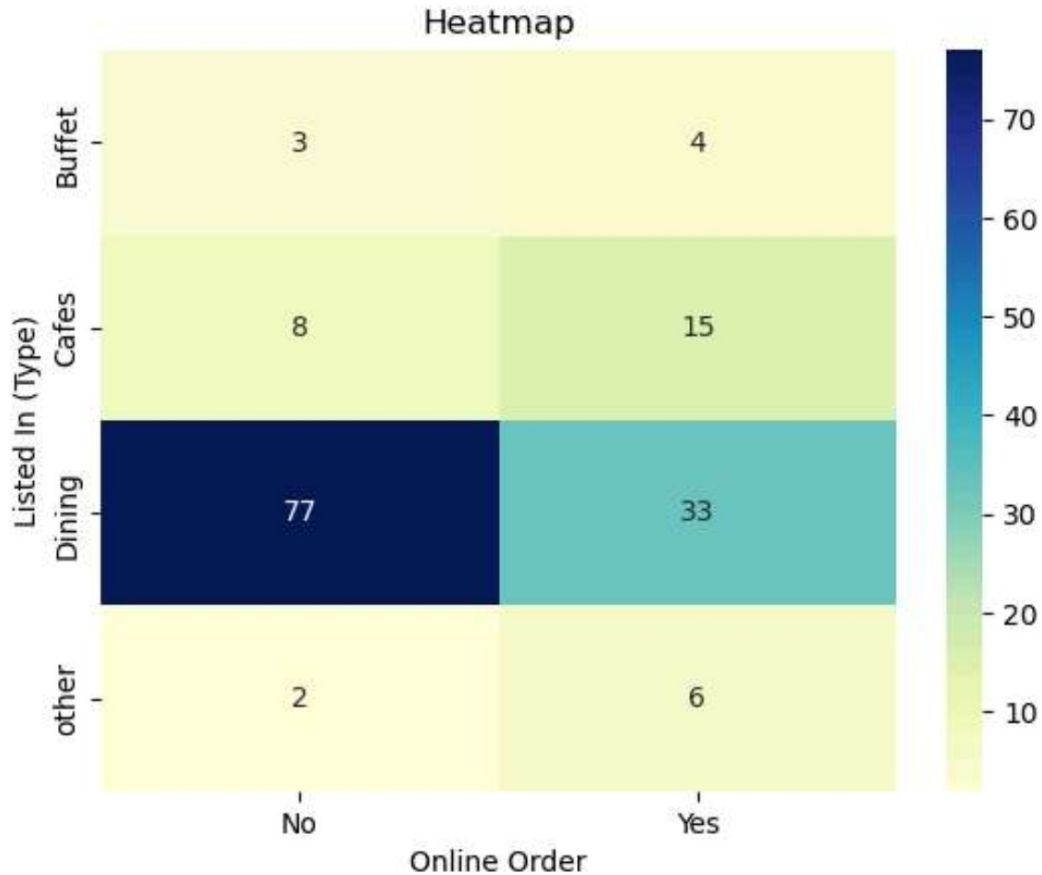 Heatmap
Buffet
3 4
Cafes
8 15
Listed In (Type)
Dining
77 33
other
2 6
No Yes
Online Order
70
60
50
40
30
20
10